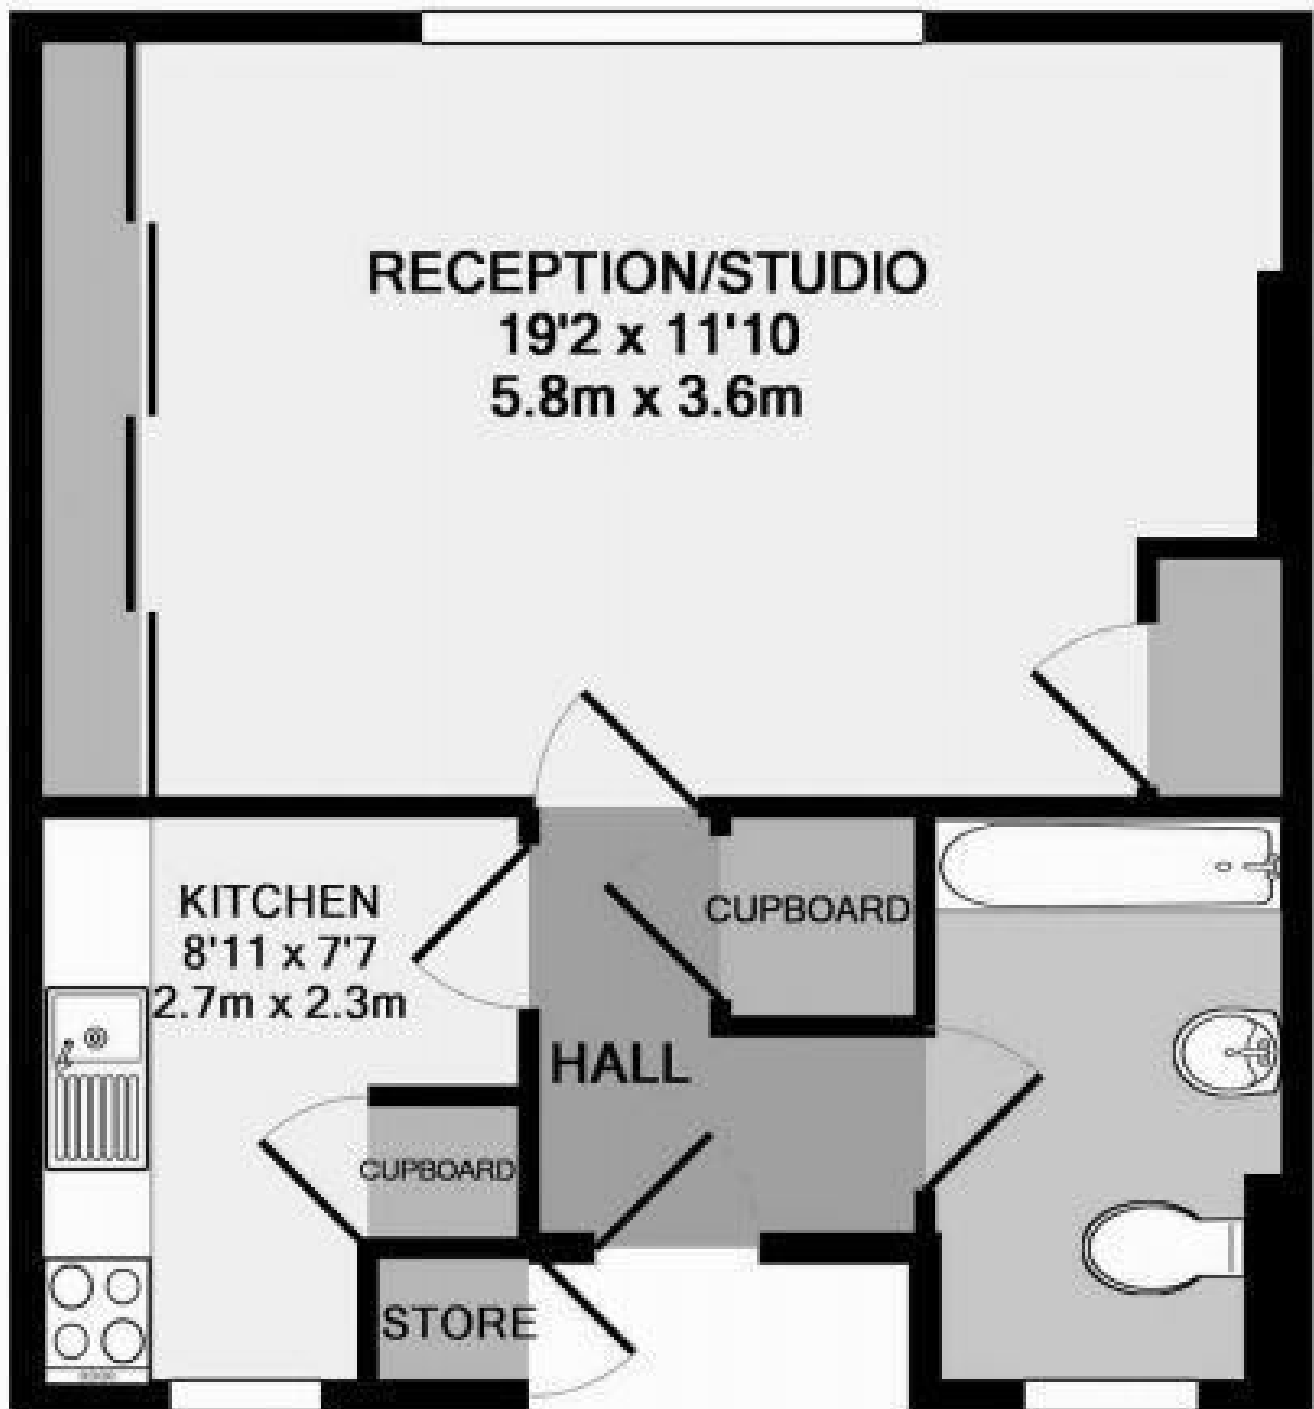 RECEPTION/STUDIO
19'2 x 11'10
5.8m x 3.6m
KITCHEN
8'11 x 7'7
2.7m x 2.3m
CUPBOARD
HALL
CUPBOARD
STORE